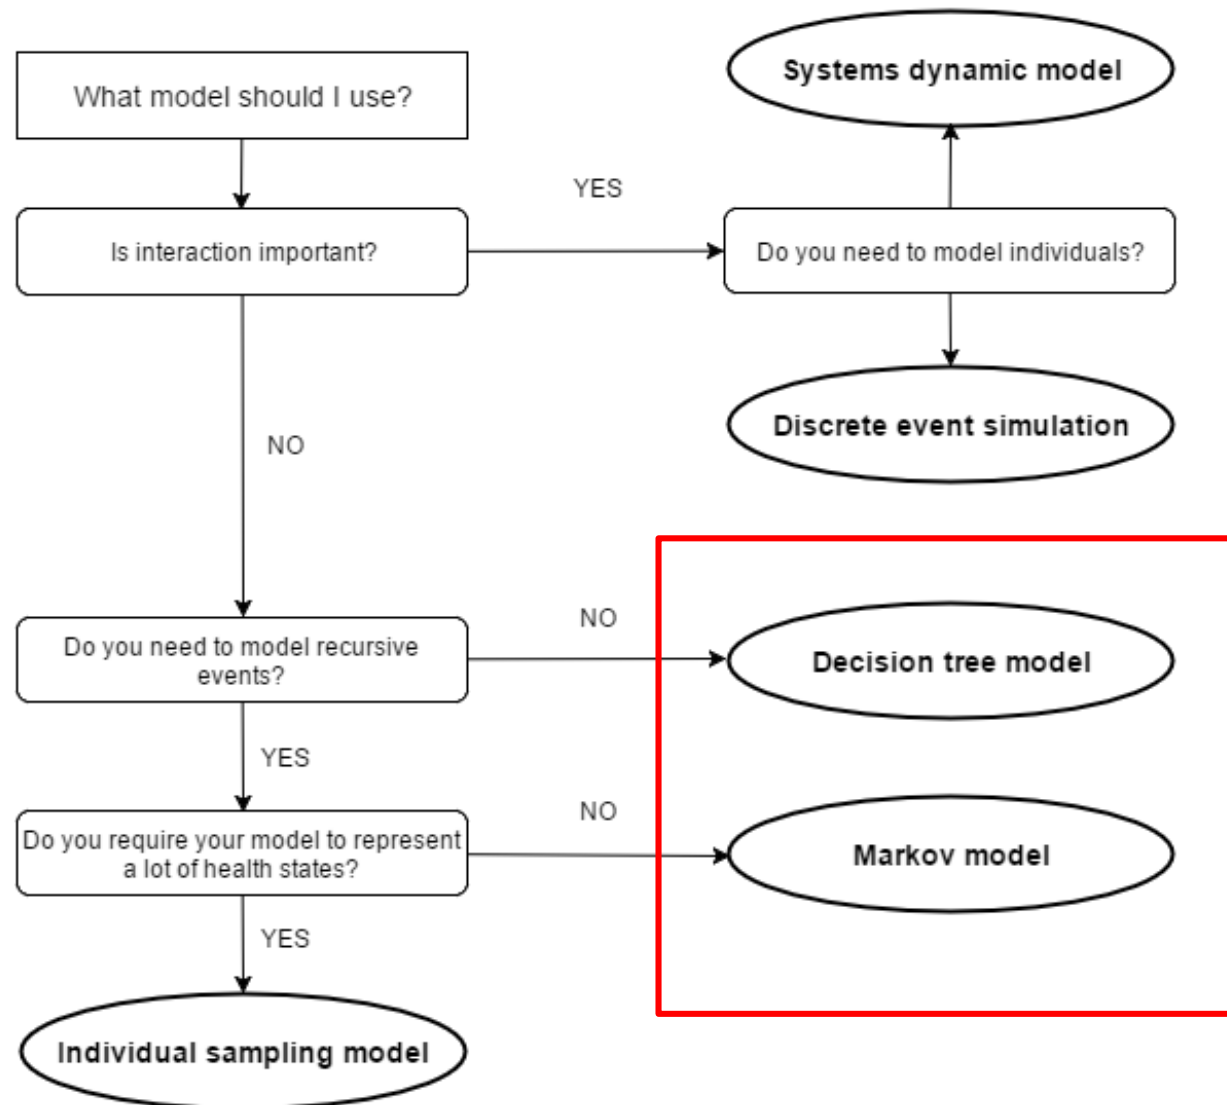 Systems dynamic model
What model should I use?
YES
Is interaction important?
Do you need to model individuals?
Discrete event simulation
NO
NO
Do you need to model recursive
events?
Decision tree model
YES
NO
Do you require your model to represent
a lot of health states?
Markov model
YES
Individual sampling model